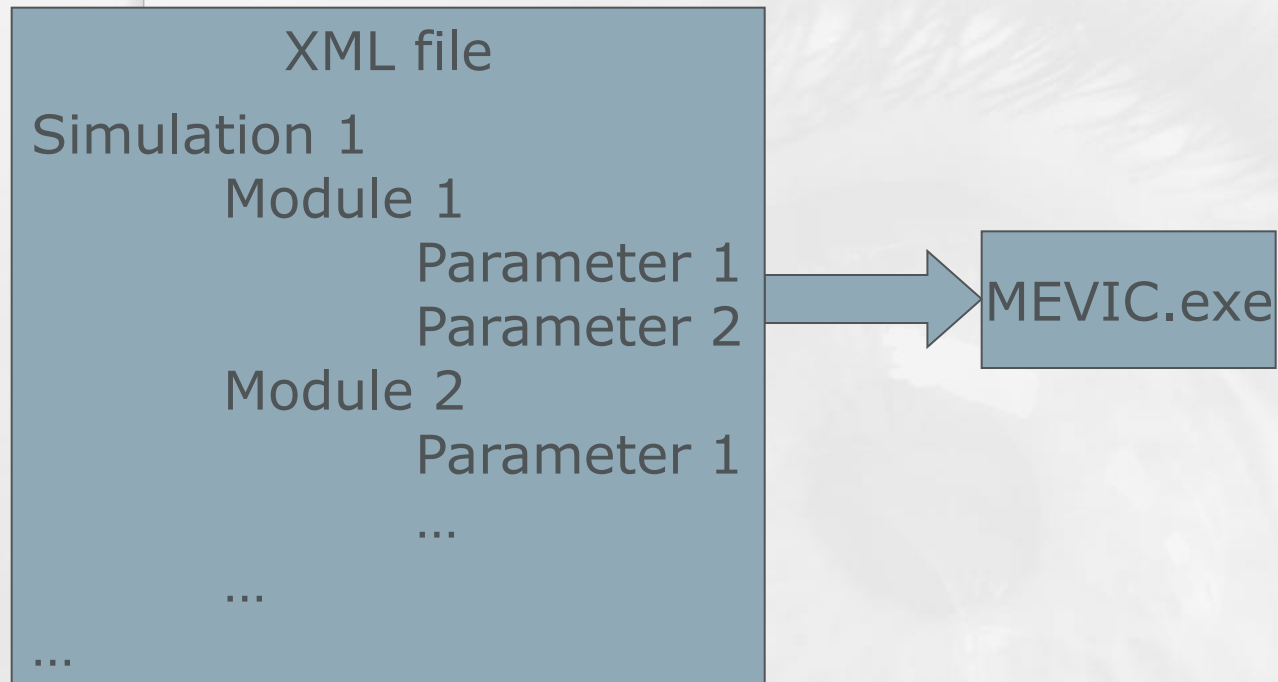 XML file
Simulation 1
Module 1
Parameter 1
Parameter 2
Module 2
Parameter 1
…
…
…
MEVIC.exe